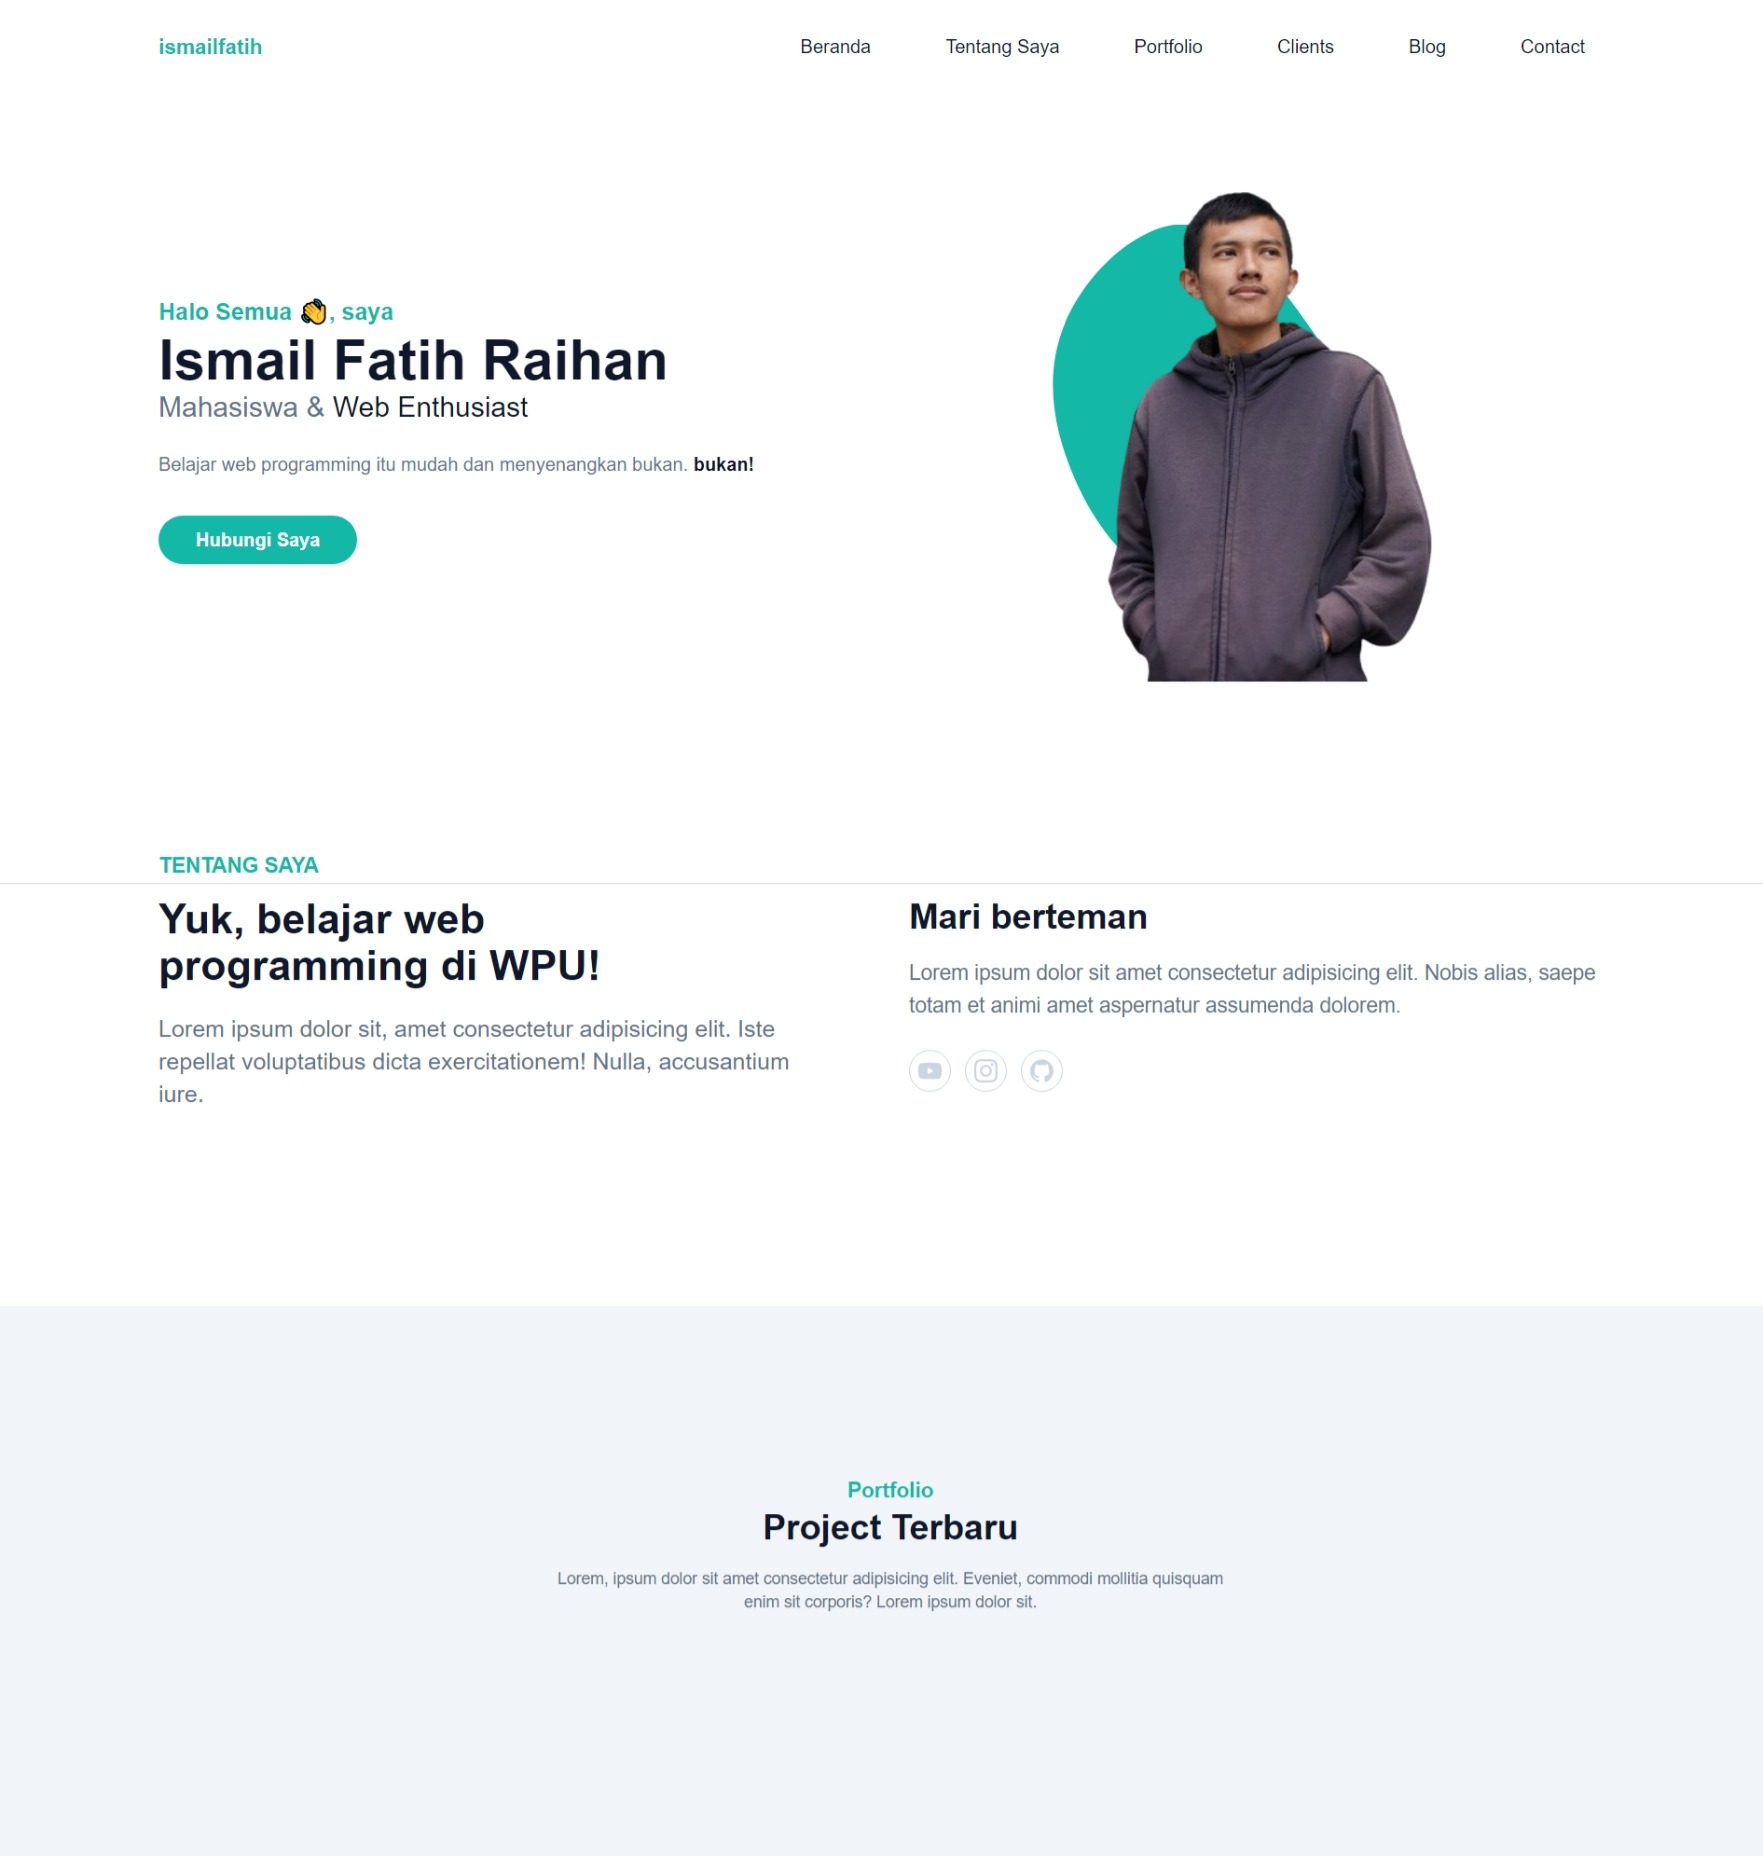 ismailfatih
Beranda Tentang Saya Portfolio Clients Blog Contact
Halo Semua 👋, saya
Ismail Fatih Raihan
Mahasiswa & Web Enthusiast
Belajar web programming itu mudah dan menyenangkan bukan. bukan!
Hubungi Saya
TENTANG SAYA
Yuk, belajar web
programming di WPU!
Lorem ipsum dolor sit, amet consectetur adipisicing elit. Iste
repellat voluptatibus dicta exercitationem! Nulla, accusantium
iure.
Mari berteman
Lorem ipsum dolor sit amet consectetur adipisicing elit. Nobis alias, saepe
totam et animi amet aspernatur assumenda dolorem.
Portfolio
Project Terbaru
Lorem, ipsum dolor sit amet consectetur adipisicing elit. Eveniet, commodi mollitia quisquam
enim sit corporis? Lorem ipsum dolor sit.